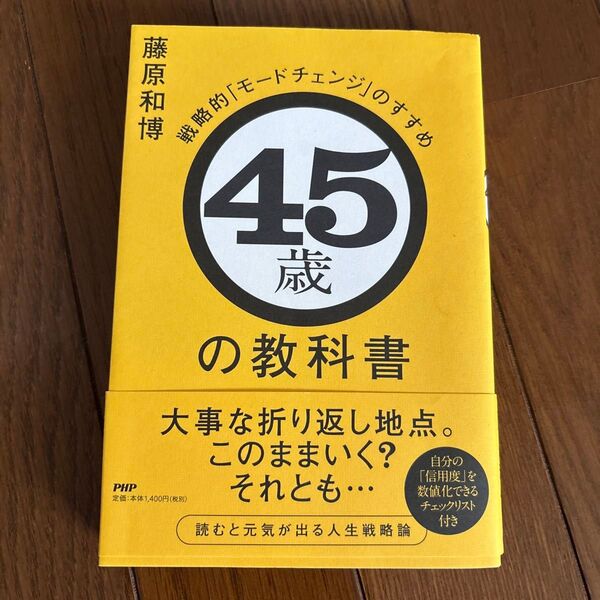 藤原和博
戦略的「モードチェンジ」のすすめ
45
歳
の教科書
大事な折り返し地点。
このままいく?
それとも…
自分の
「信用度」を
数値化できる
チェックリスト
付き
PHP
定価:本体1,400円(税別)
読むと元気が出る人生戦略論